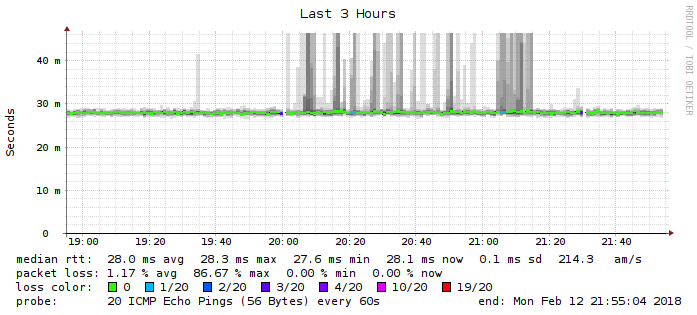 Last 3 Hours
RRDTOOL / TOBI OETIKER
Seconds
40 m
30 m
20 m
10 m
0
19:00 19:20 19:40 20:00 20:20 20:40 21:00 21:20 21:40
median rtt: 28.0 ms avg 28.3 ms max 27.6 ms min 28.1 ms now 0.1 ms sd 214.3 am/s
packet loss: 1.17 % avg 86.67 % max 0.00 % min 0.00 % now
loss color: 0 1/20 2/20 3/20 4/20 10/20 19/20
probe: 20 ICMP Echo Pings (56 Bytes) every 60s end: Mon Feb 12 21:55:04 2018